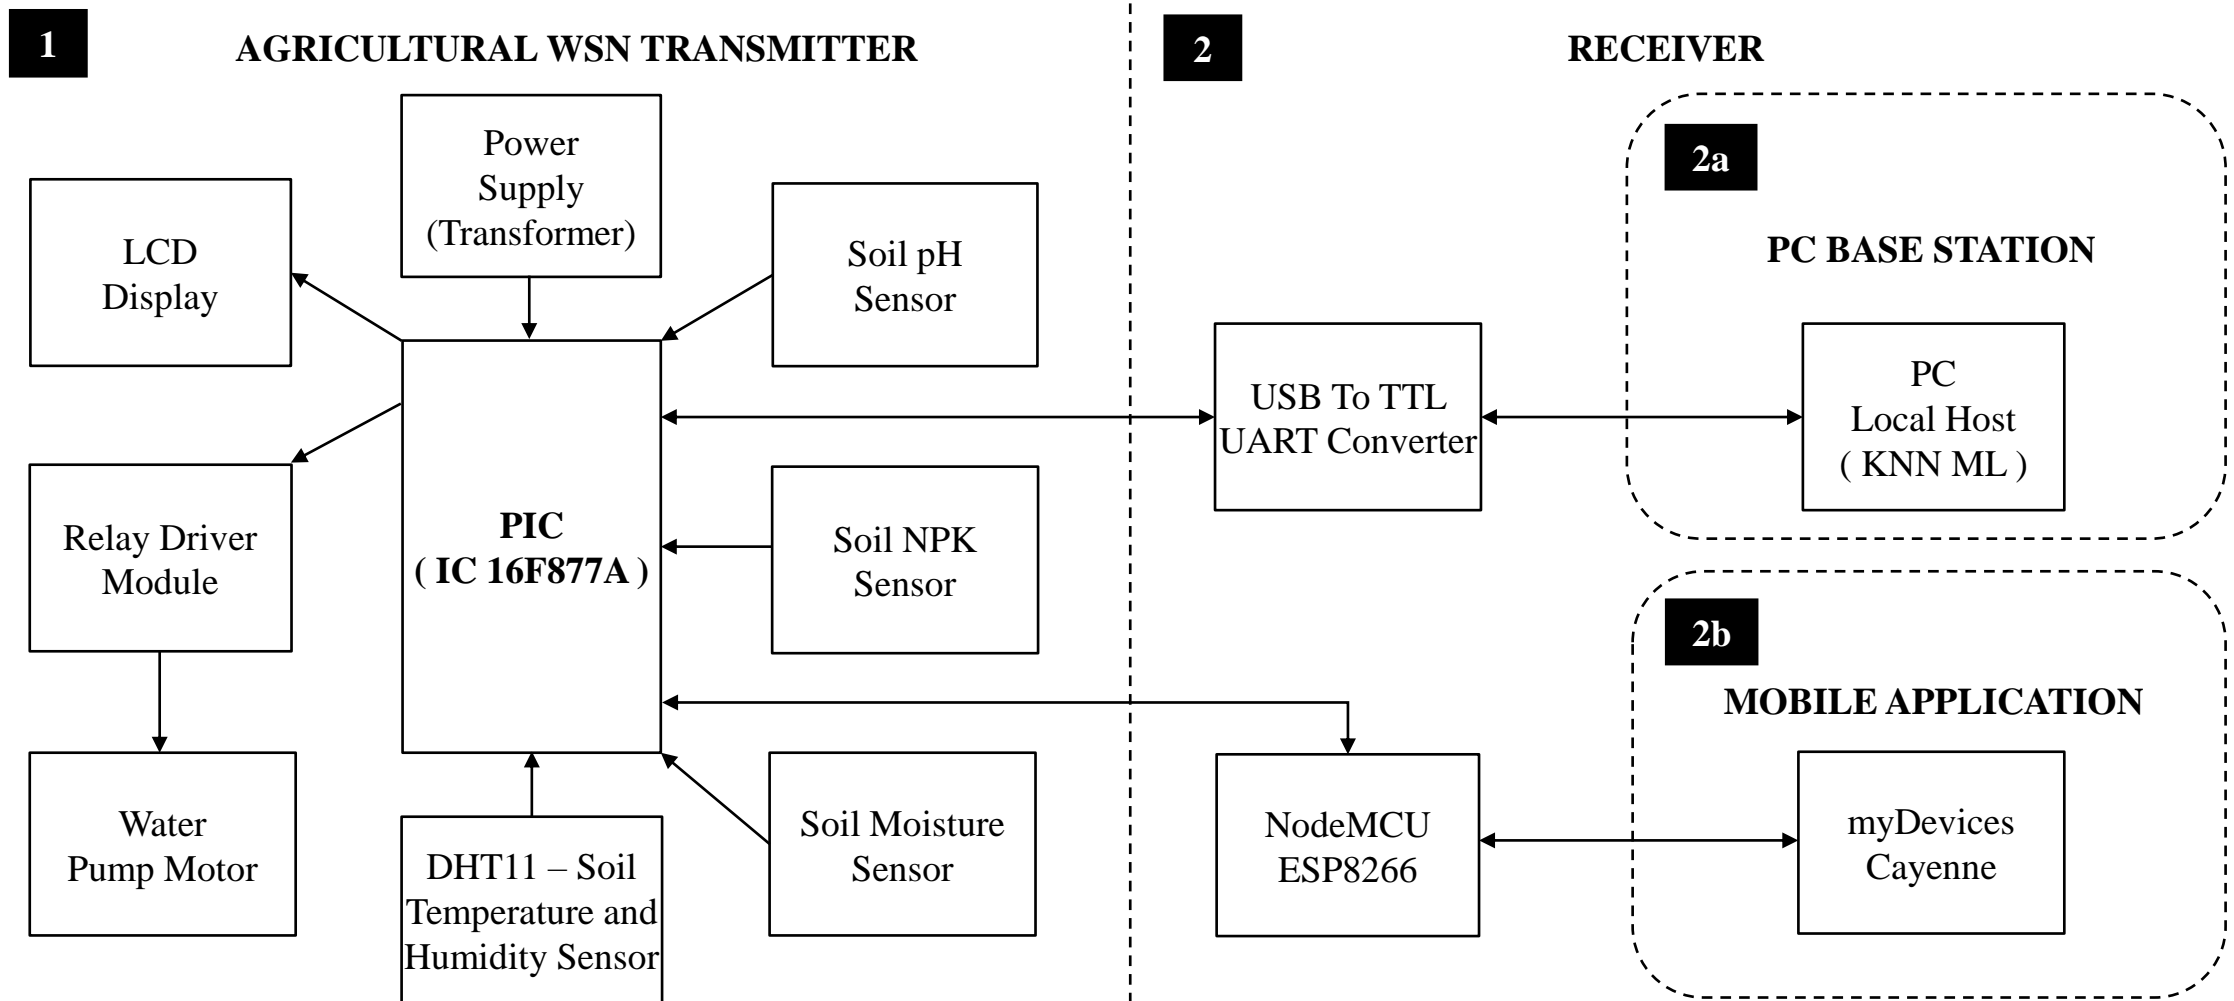 1
AGRICULTURAL WSN TRANSMITTER
Power
Supply
(Transformer)
LCD
Display
Soil pH
Sensor
PIC
( IC 16F877A )
Relay Driver
Module
Soil NPK
Sensor
Water
Pump Motor
DHT11 – Soil
Temperature and
Humidity Sensor
Soil Moisture
Sensor
2
RECEIVER
2a
PC BASE STATION
USB To TTL
UART Converter
PC
Local Host
( KNN ML )
2b
MOBILE APPLICATION
NodeMCU
ESP8266
myDevices
Cayenne